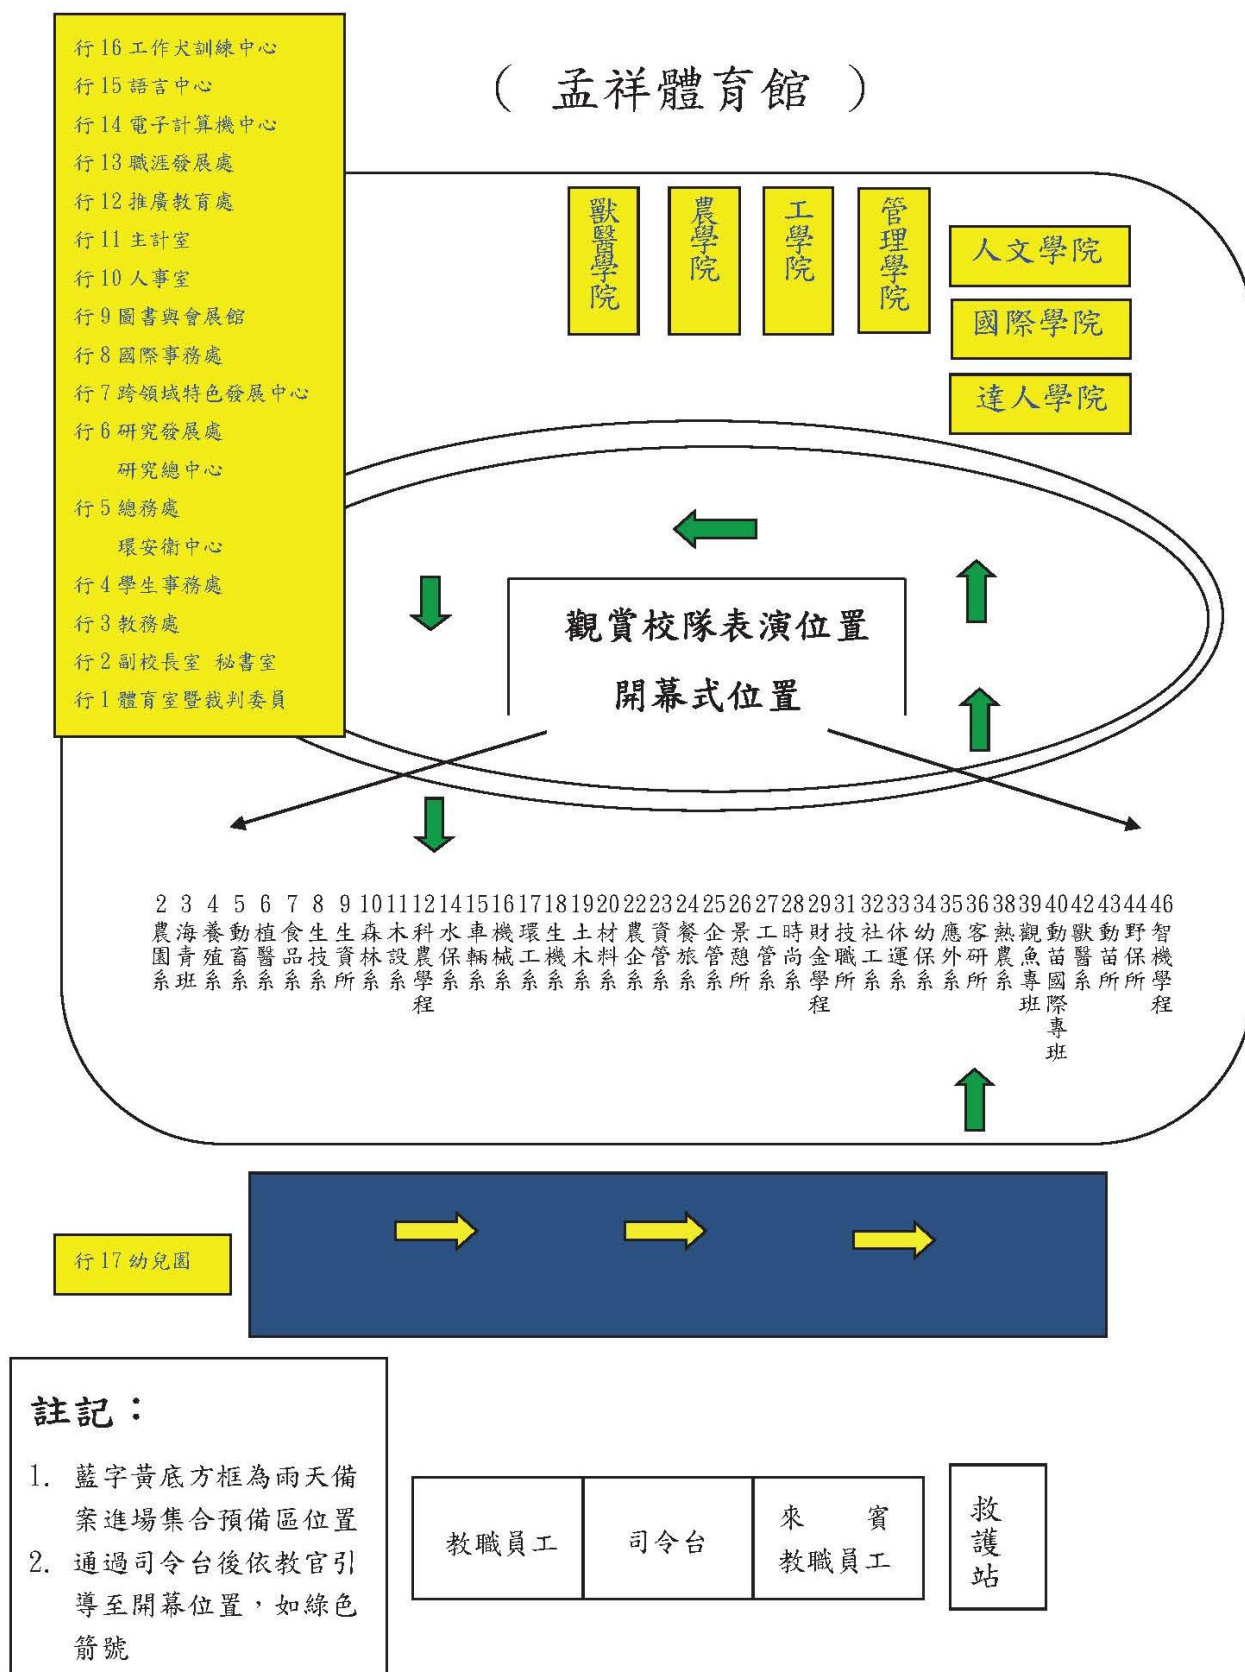 行16 工作犬訓練中心
行15 語言中心
行14 電子計算機中心
行13 職涯發展處
行12 推廣教育處
行11 主計室
行10 人事室
行9 圖書與會展館
行8 國際事務處
行7 跨領域特色發展中心
行6 研究發展處
研究總中心
行5 總務處
環安衛中心
行4 學生事務處
行3 教務處
行2 副校長室 秘書室
行1 體育室暨裁判委員
( 孟祥體育館 )
獸醫學院
農學院
工學院
管理學院
人文學院
國際學院
達人學院
觀賞校隊表演位置
開幕式位置
2 農園系
3 海青班
4 養殖系
5 動畜系
6 植醫系
7 食品系
8 生技系
9 生資所
10 森林系
11 木設系
12 科農學程
14 水保系
15 車輛系
16 機械系
17 環工系
18 生機系
19 土木系
20 材料系
22 農企系
23 資管系
24 餐旅系
25 企管系
26 景憩所
27 工管系
28 時尚系
29 財金學程
31 技職所
32 社工系
33 休運系
34 幼保系
35 應外系
36 客研所
38 熱農系
39 觀魚專班
40 動苗國際專班
42 獸醫系
43 動苗所
44 野保所
46 智機學程
行17 幼兒園
註記：
1. 藍字黃底方框為雨天備
案進場集合預備區位置
2. 通過司令台後依教官引
導至開幕位置，如綠色
箭號
教職員工
司令台
來 賓
教職員工
救護站